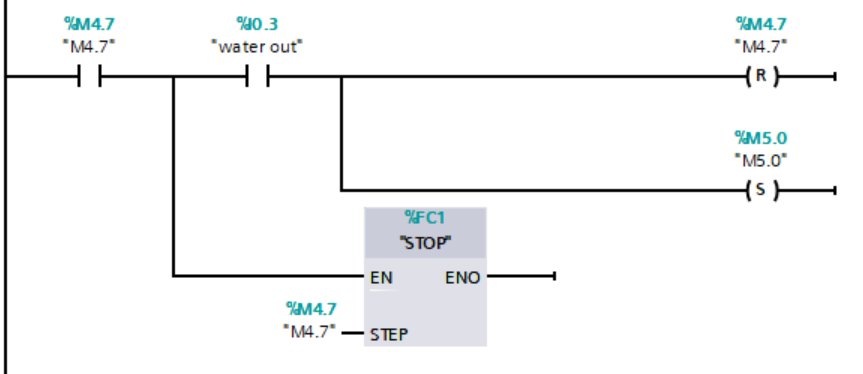 %M4.7
"M4.7"
%I0.3
"water out"
%M4.7
"M4.7"
R
%M5.0
"M5.0"
S
%FC1
"STOP"
EN
ENO
%M4.7
"M4.7"
STEP